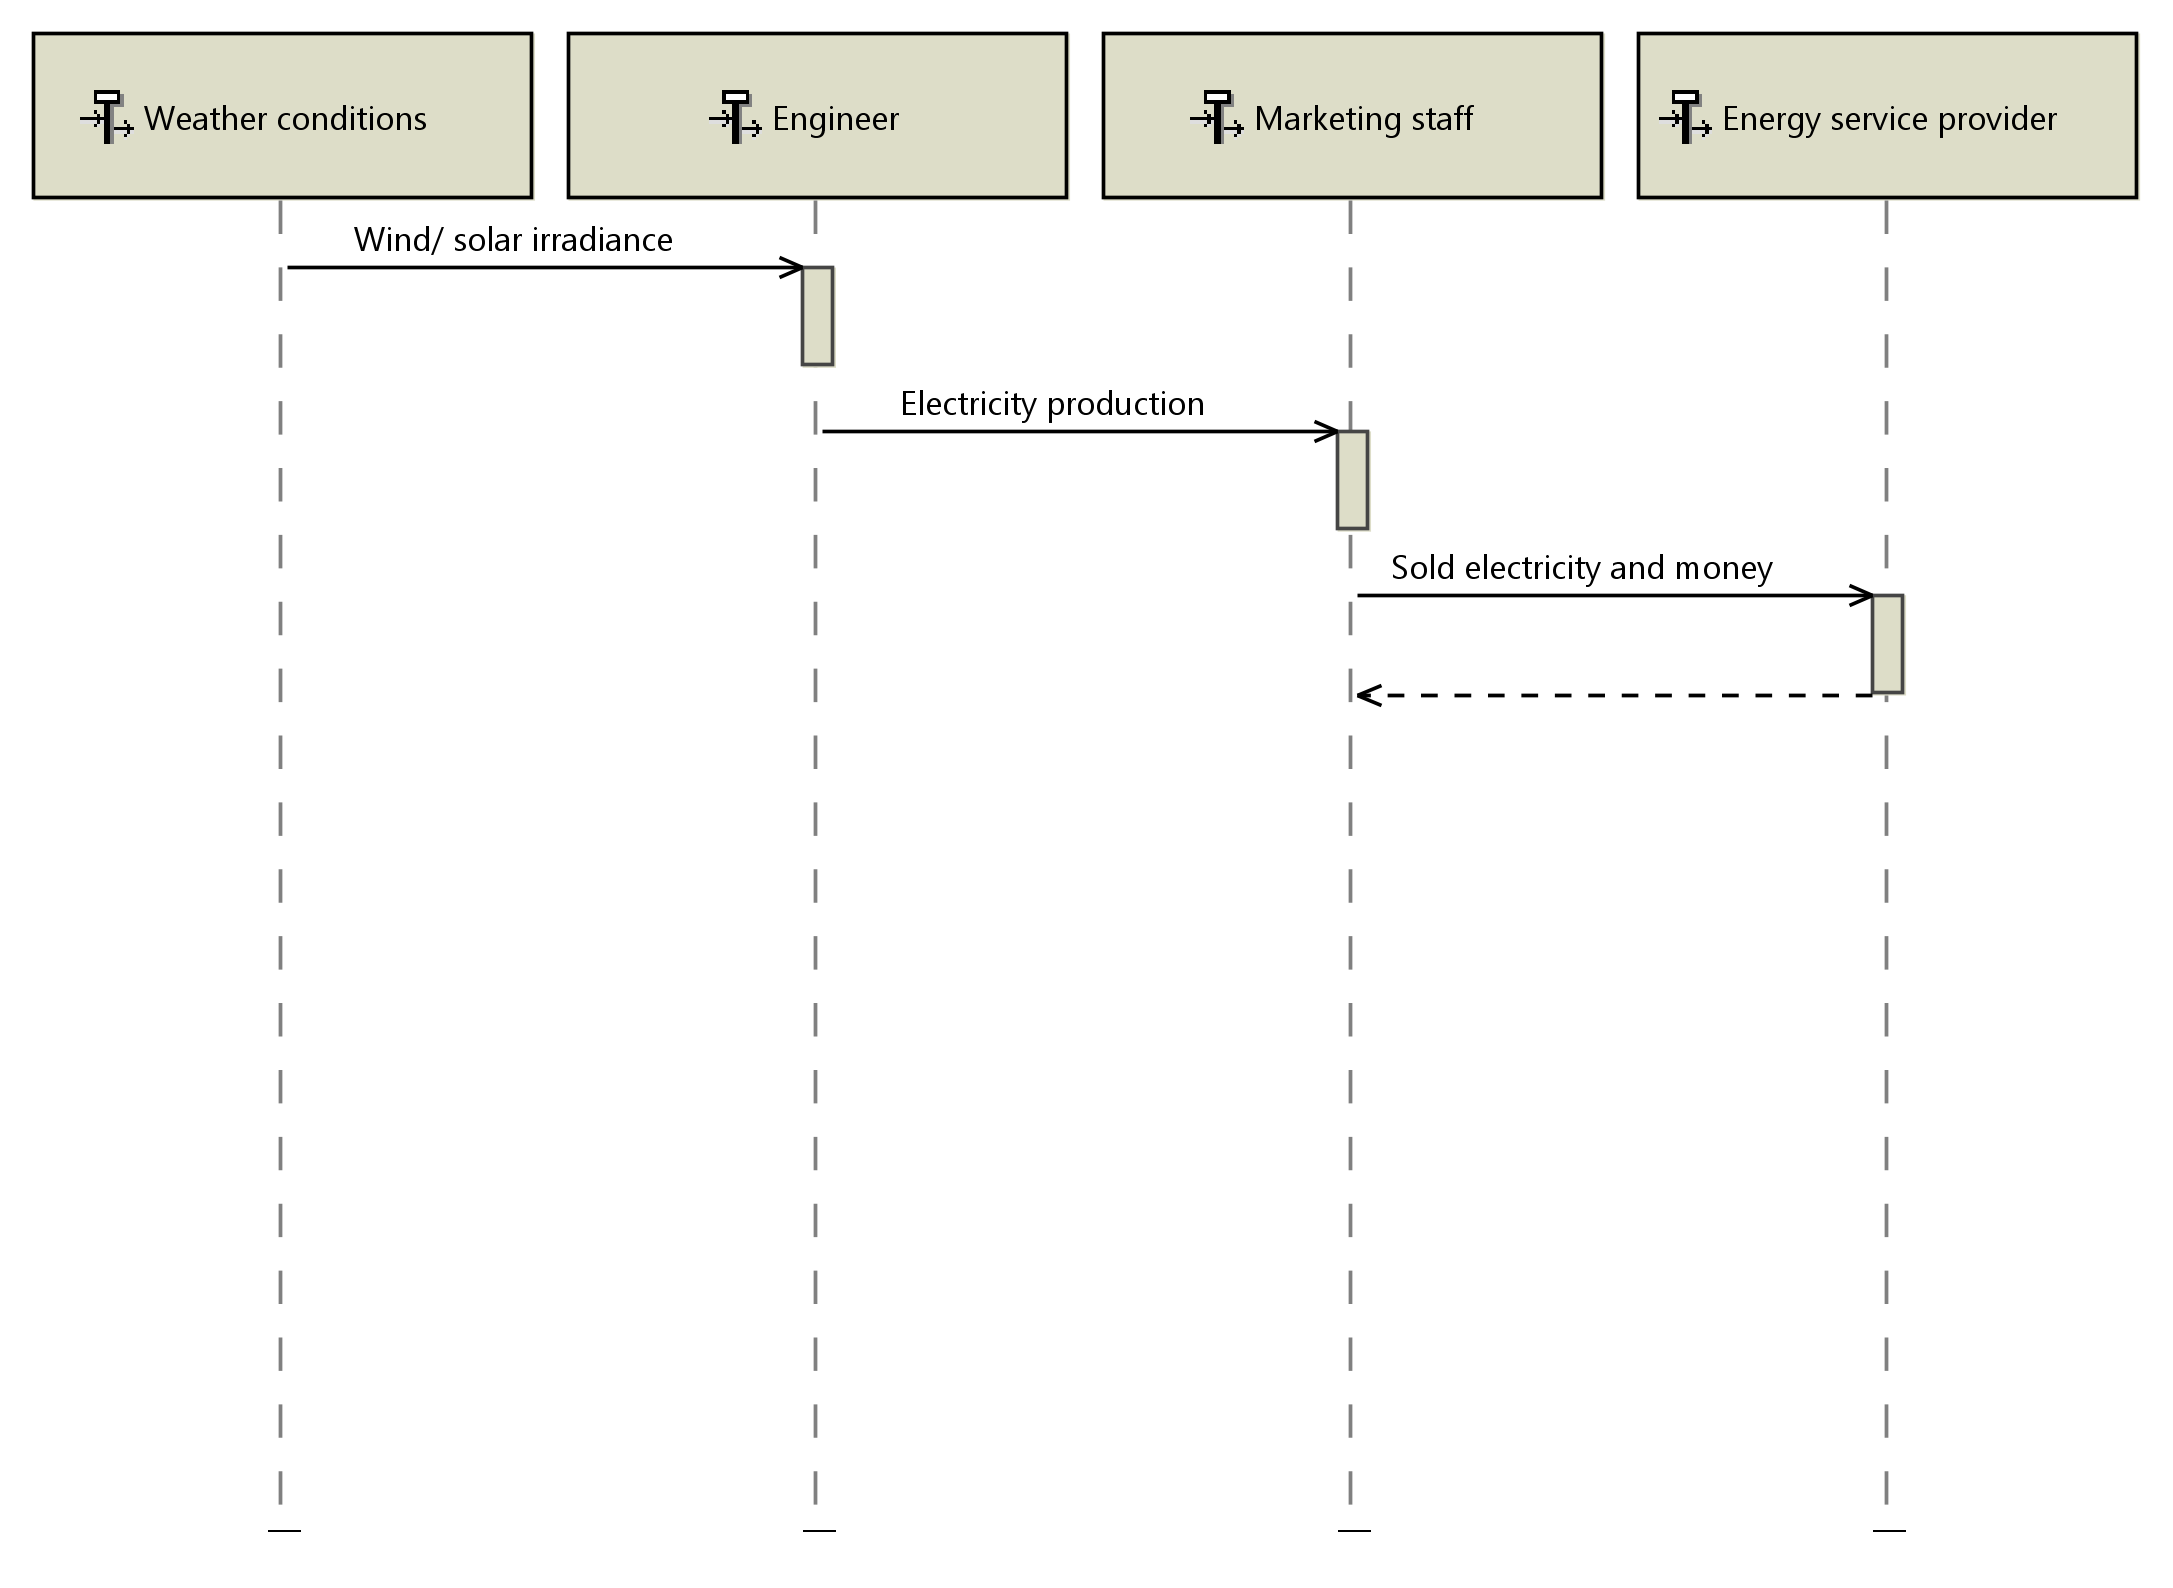 Weather conditions
Engineer
Marketing staff
Energy service provider
Wind/ solar irradiance
Electricity production
Sold electricity and money